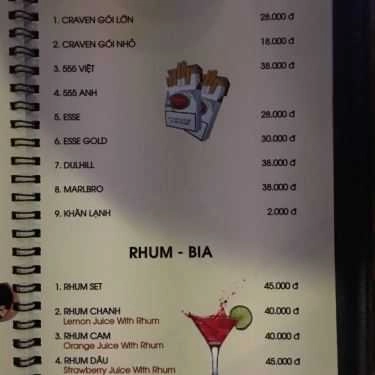 1. CRAVEN GÓI LỚN 28.000 đ
2. CRAVEN GÓI NHỎ 18.000 đ
3. 555 VIỆT 38.000 đ
4. 555 ANH
5. ESSE 28.000 đ
6. ESSE GOLD 30.000 đ
7. DULHILL 38.000 đ
8. MARLBRO 38.000 đ
9. KHĂN LẠNH 2.000 đ
RHUM - BIA
1. RHUM SET 45.000 đ
2. RHUM CHANH 40.000 đ
Lemon Juice With Rhum
3. RHUM CAM 40.000 đ
Orange Juice With Rhum
4. RHUM DÂU 45.000 đ
Strawberry Juice With Rhum